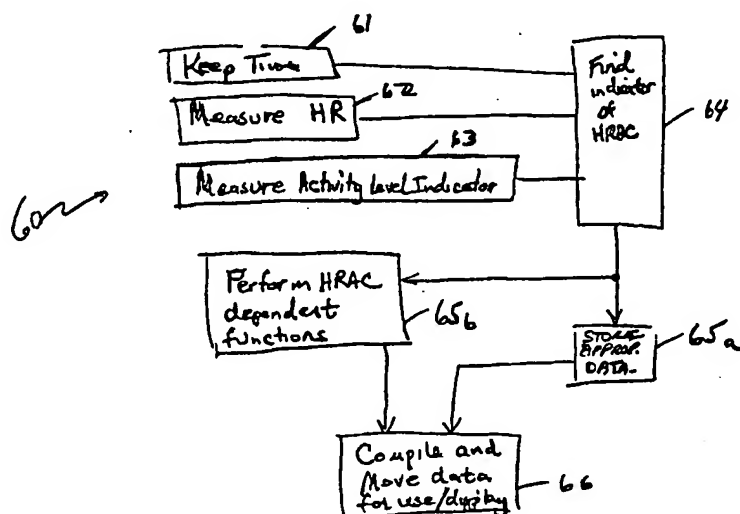 61
Keep Time
62
Measure HR
63
Measure Activity Level Indicator
Find
indicator
of
HRAC
64
60
Perform HRAC
dependent
functions
65b
STORE
APPROP.
DATA
65a
Compile and
Move data
for use/display
66